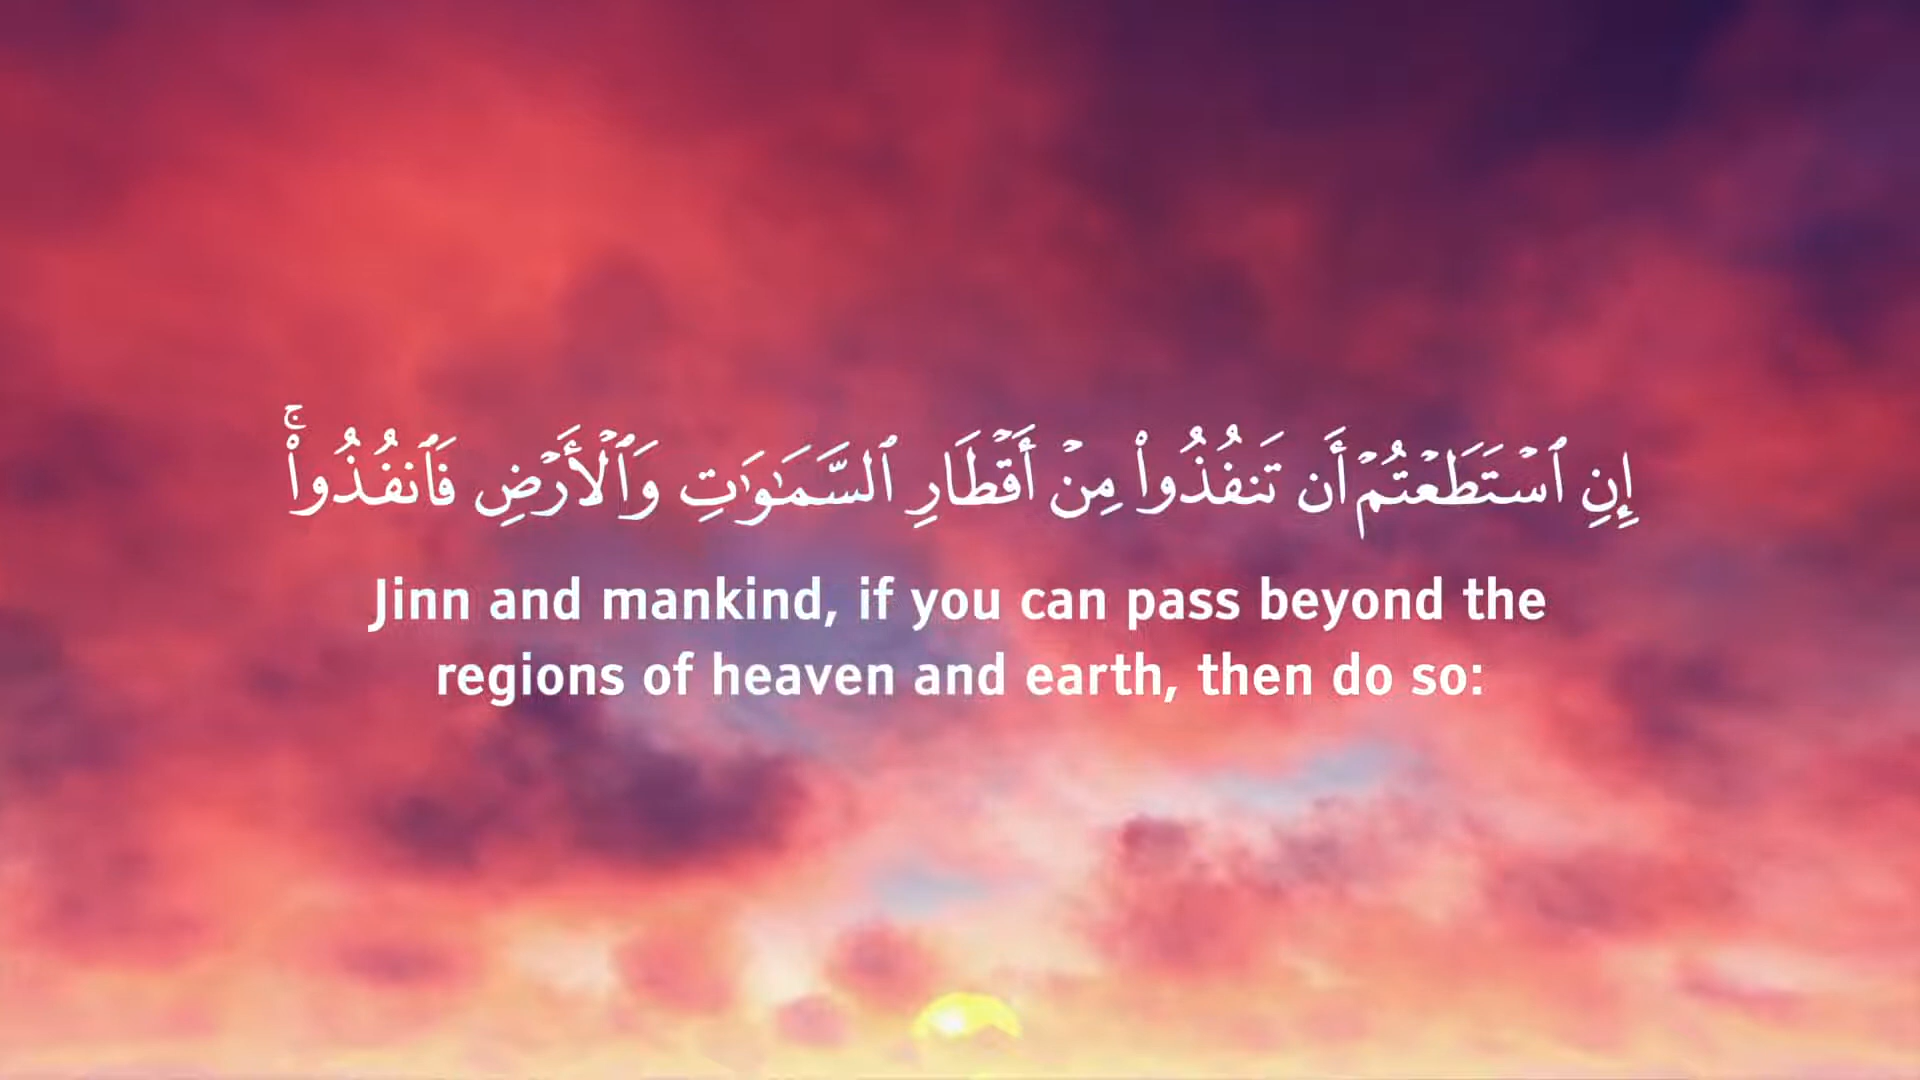 إِنِ ٱسۡتَطَعۡتُمۡ أَن تَنفُذُواْ مِنۡ أَقۡطَارِ ٱلسَّمَٰوَٰتِ وَٱلۡأَرۡضِ فَٱنفُذُواْۚ
Jinn and mankind, if you can pass beyond the
regions of heaven and earth, then do so: